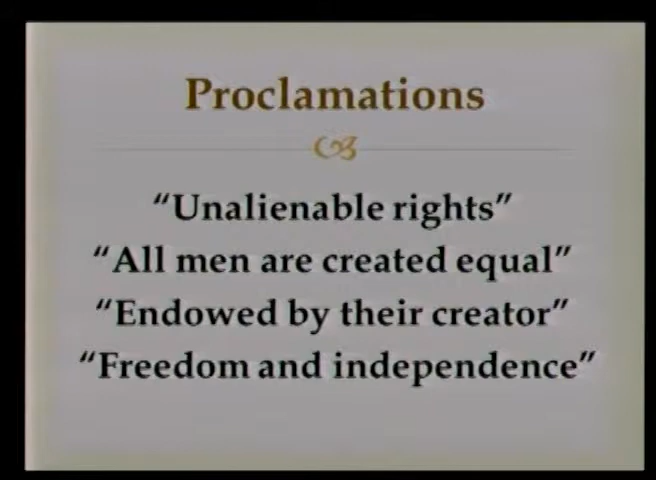 Proclamations
“Unalienable rights”
“All men are created equal”
“Endowed by their creator”
“Freedom and independence”